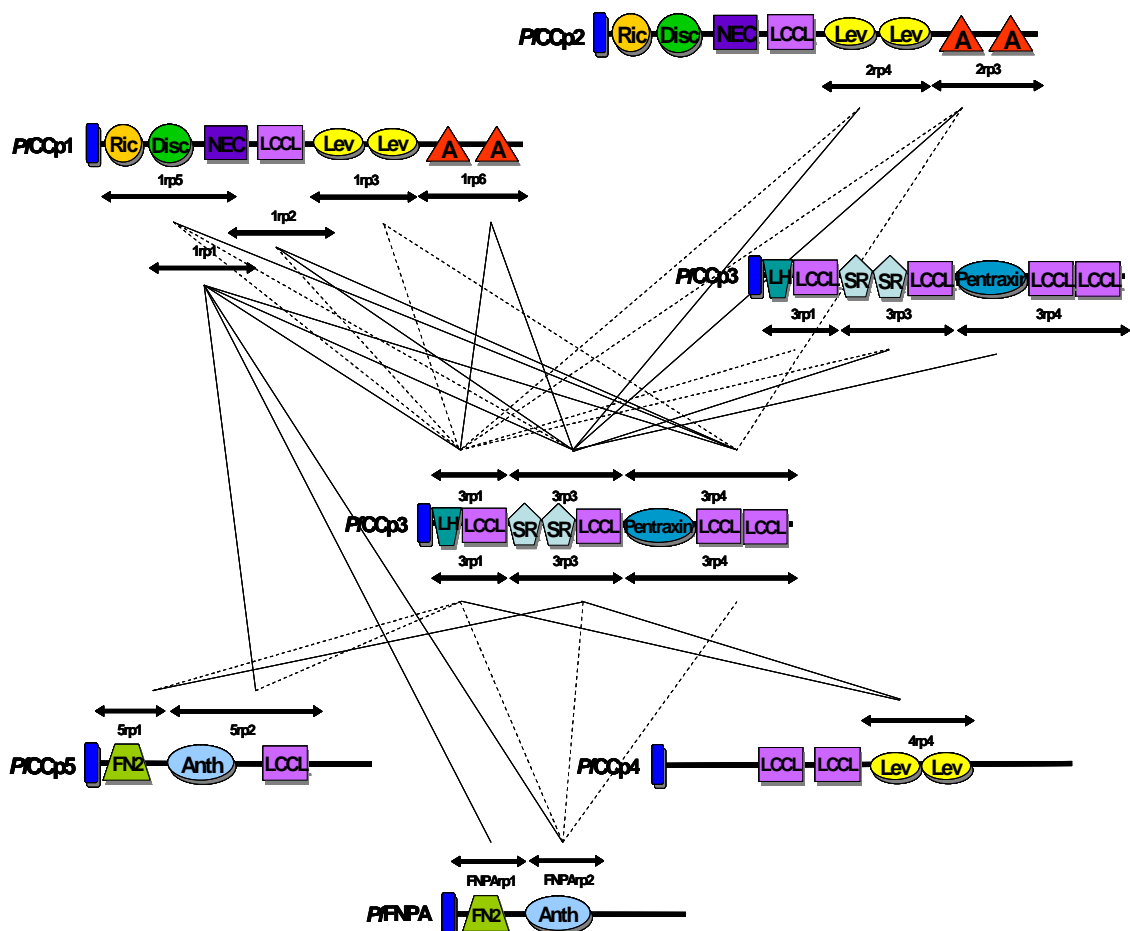 PfCCp2 Ric Disc NEC LCCL Lev Lev A A
2rp4 2rp3
PfCCp1 Ric Disc NEC LCCL Lev Lev A A
1rp5 1rp3 1rp6
1rp2
1rp1
PfCCp3 LH LCCL SR SR LCCL Pentraxin LCCL LCCL
3rp1 3rp3 3rp4
3rp1 3rp3 3rp4
PfCCp3 LH LCCL SR SR LCCL Pentraxin LCCL LCCL
3rp1 3rp3 3rp4
5rp1 5rp2
PfCCp5 FN2 Anth LCCL
4rp4
PfCCp4 LCCL LCCL Lev Lev
FNPArp1 FNPArp2
PfFNPA FN2 Anth